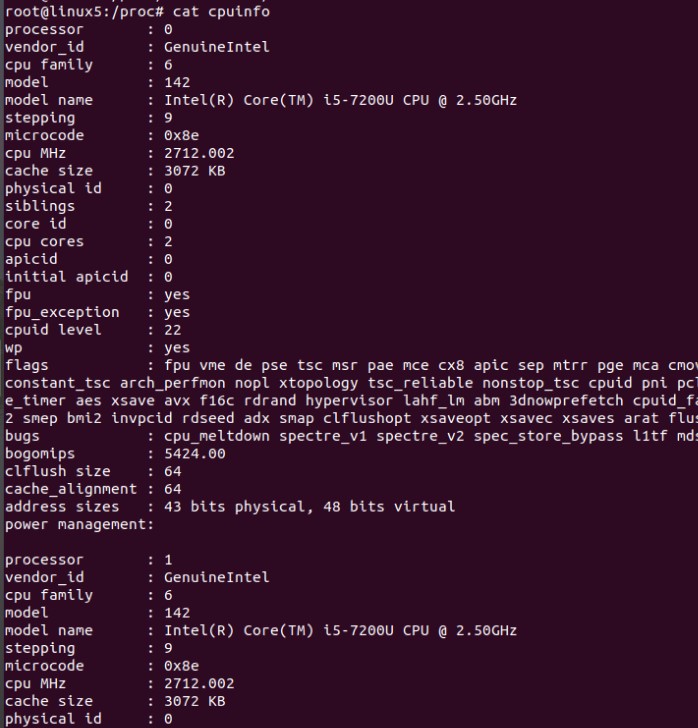 root@linux5:/proc# cat cpuinfo
processor : 0
vendor_id : GenuineIntel
cpu family : 6
model : 142
model name : Intel(R) Core(TM) i5-7200U CPU @ 2.50GHz
stepping : 9
microcode : 0x8e
cpu MHz : 2712.002
cache size : 3072 KB
physical id : 0
siblings : 2
core id : 0
cpu cores : 2
apicid : 0
initial apicid : 0
fpu : yes
fpu_exception : yes
cpuid level : 22
wp : yes
flags : fpu vme de pse tsc msr pae mce cx8 apic sep mtrr pge mca cmov
constant_tsc arch_perfmon nopl xtopology tsc_reliable nonstop_tsc cpuid pni pcl
e_timer aes xsave avx f16c rdrand hypervisor lahf_lm abm 3dnowprefetch cpuid_fa
2 smep bmi2 invpcid rdseed adx smap clflushopt xsaveopt xsavec xsaves arat flus
bugs : cpu_meltdown spectre_v1 spectre_v2 spec_store_bypass l1tf mds
bogomips : 5424.00
clflush size : 64
cache_alignment : 64
address sizes : 43 bits physical, 48 bits virtual
power management:
processor : 1
vendor_id : GenuineIntel
cpu family : 6
model : 142
model name : Intel(R) Core(TM) i5-7200U CPU @ 2.50GHz
stepping : 9
microcode : 0x8e
cpu MHz : 2712.002
cache size : 3072 KB
physical id : 0